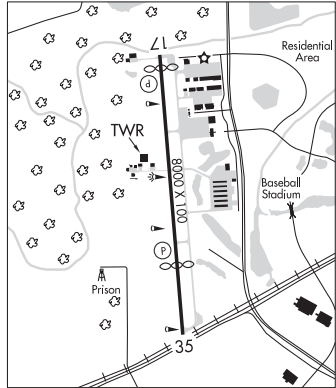 17
Residential
Area
P
TWR
8000 X 100
Baseball
Stadium
P
Prison
35